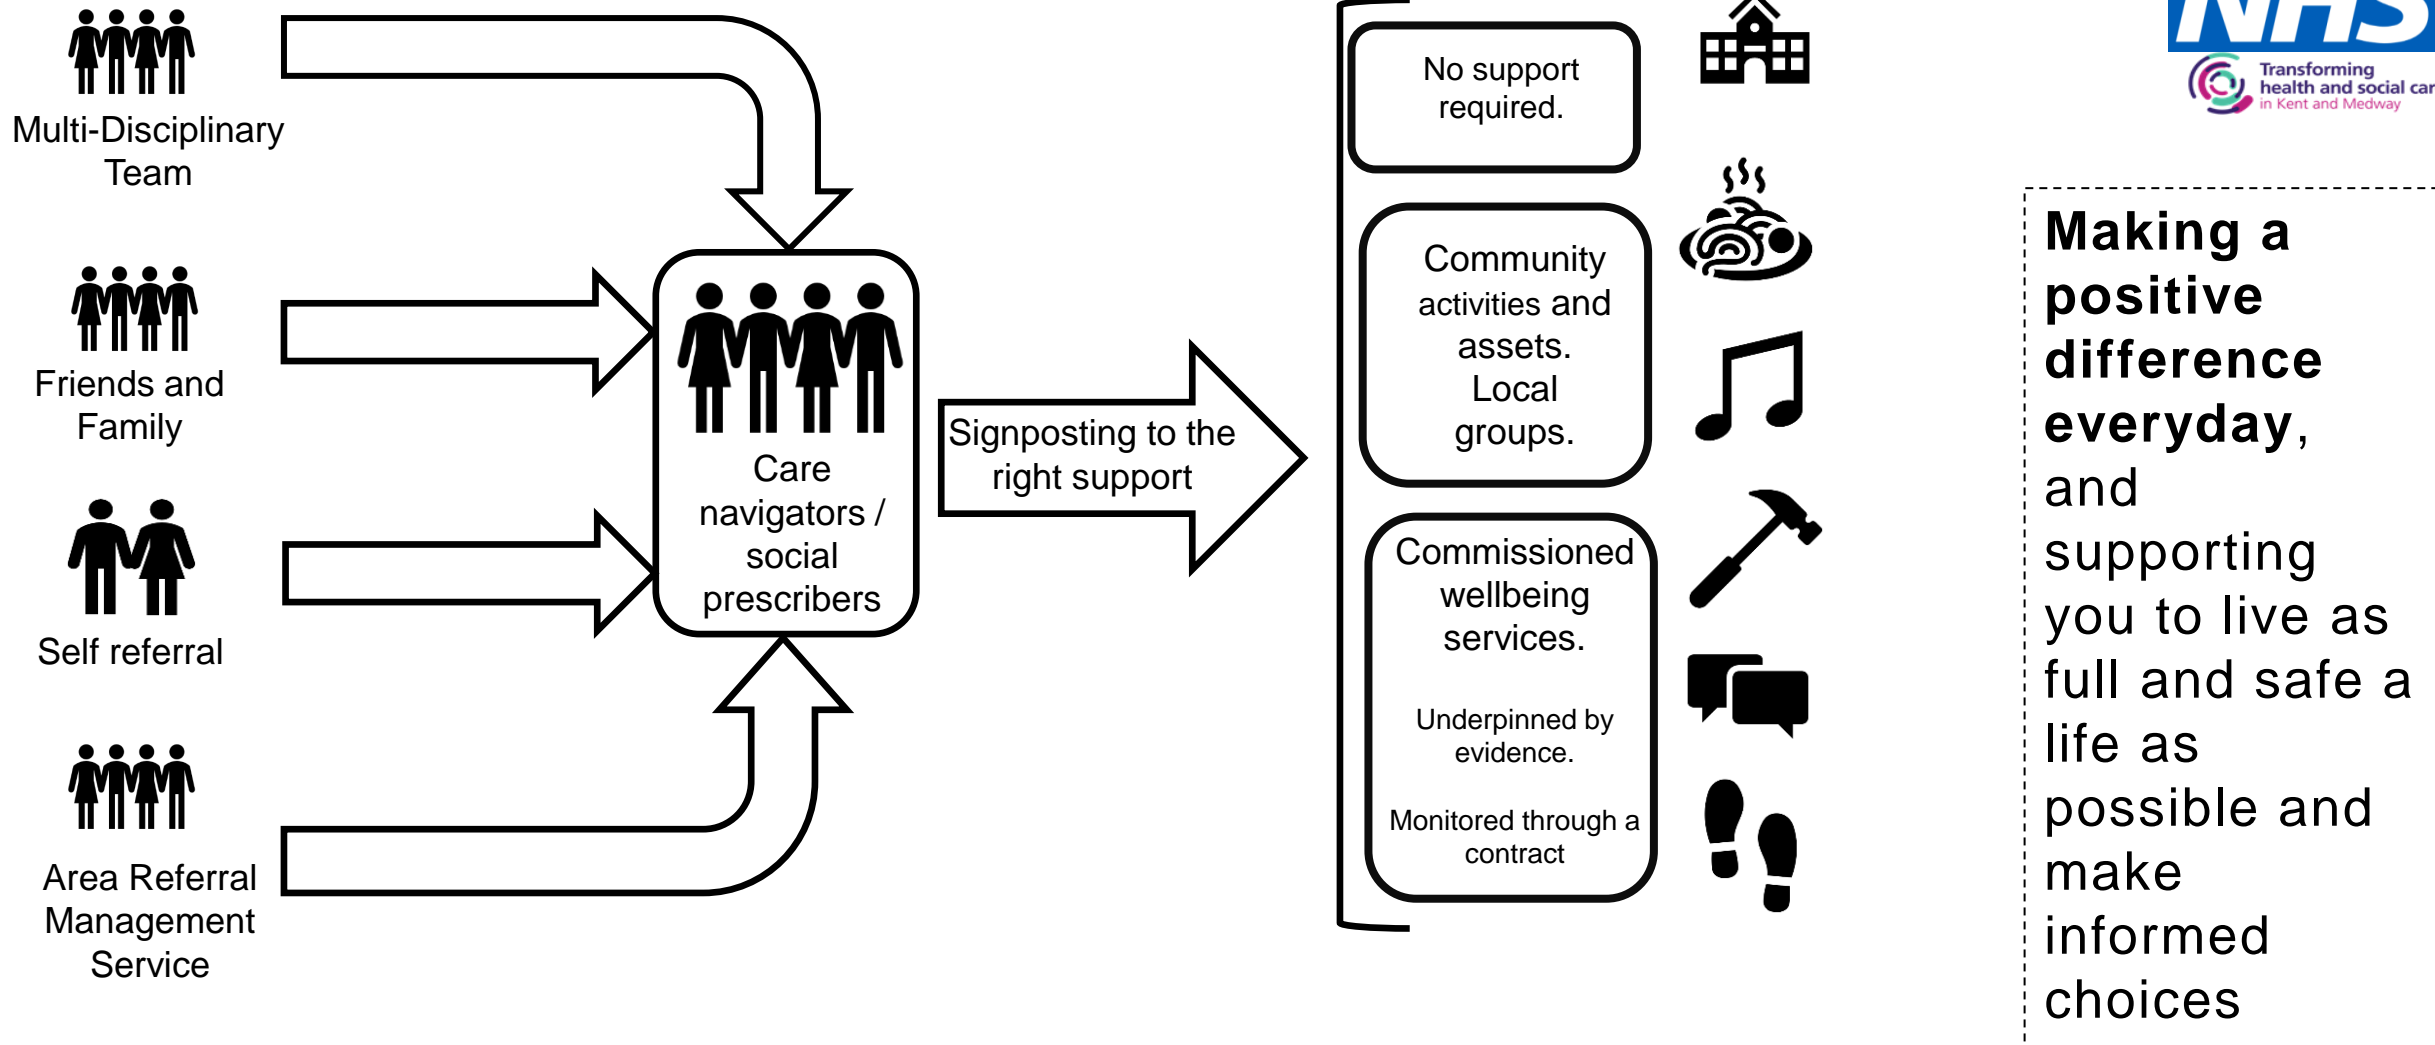 Multi-Disciplinary
Team
Friends and
Family
Self referral
Area Referral
Management
Service
Care
navigators /
social
prescribers
Signposting to the
right support
No support
required.
Community
activities and
assets.
Local
groups.
Commissioned
wellbeing
services.
Underpinned by
evidence.
Monitored through a
contract
NHS
Transforming
health and social car
in Kent and Medway
Making a
positive
difference
everyday,
and
supporting
you to live as
full and safe a
life as
possible and
make
informed
choices